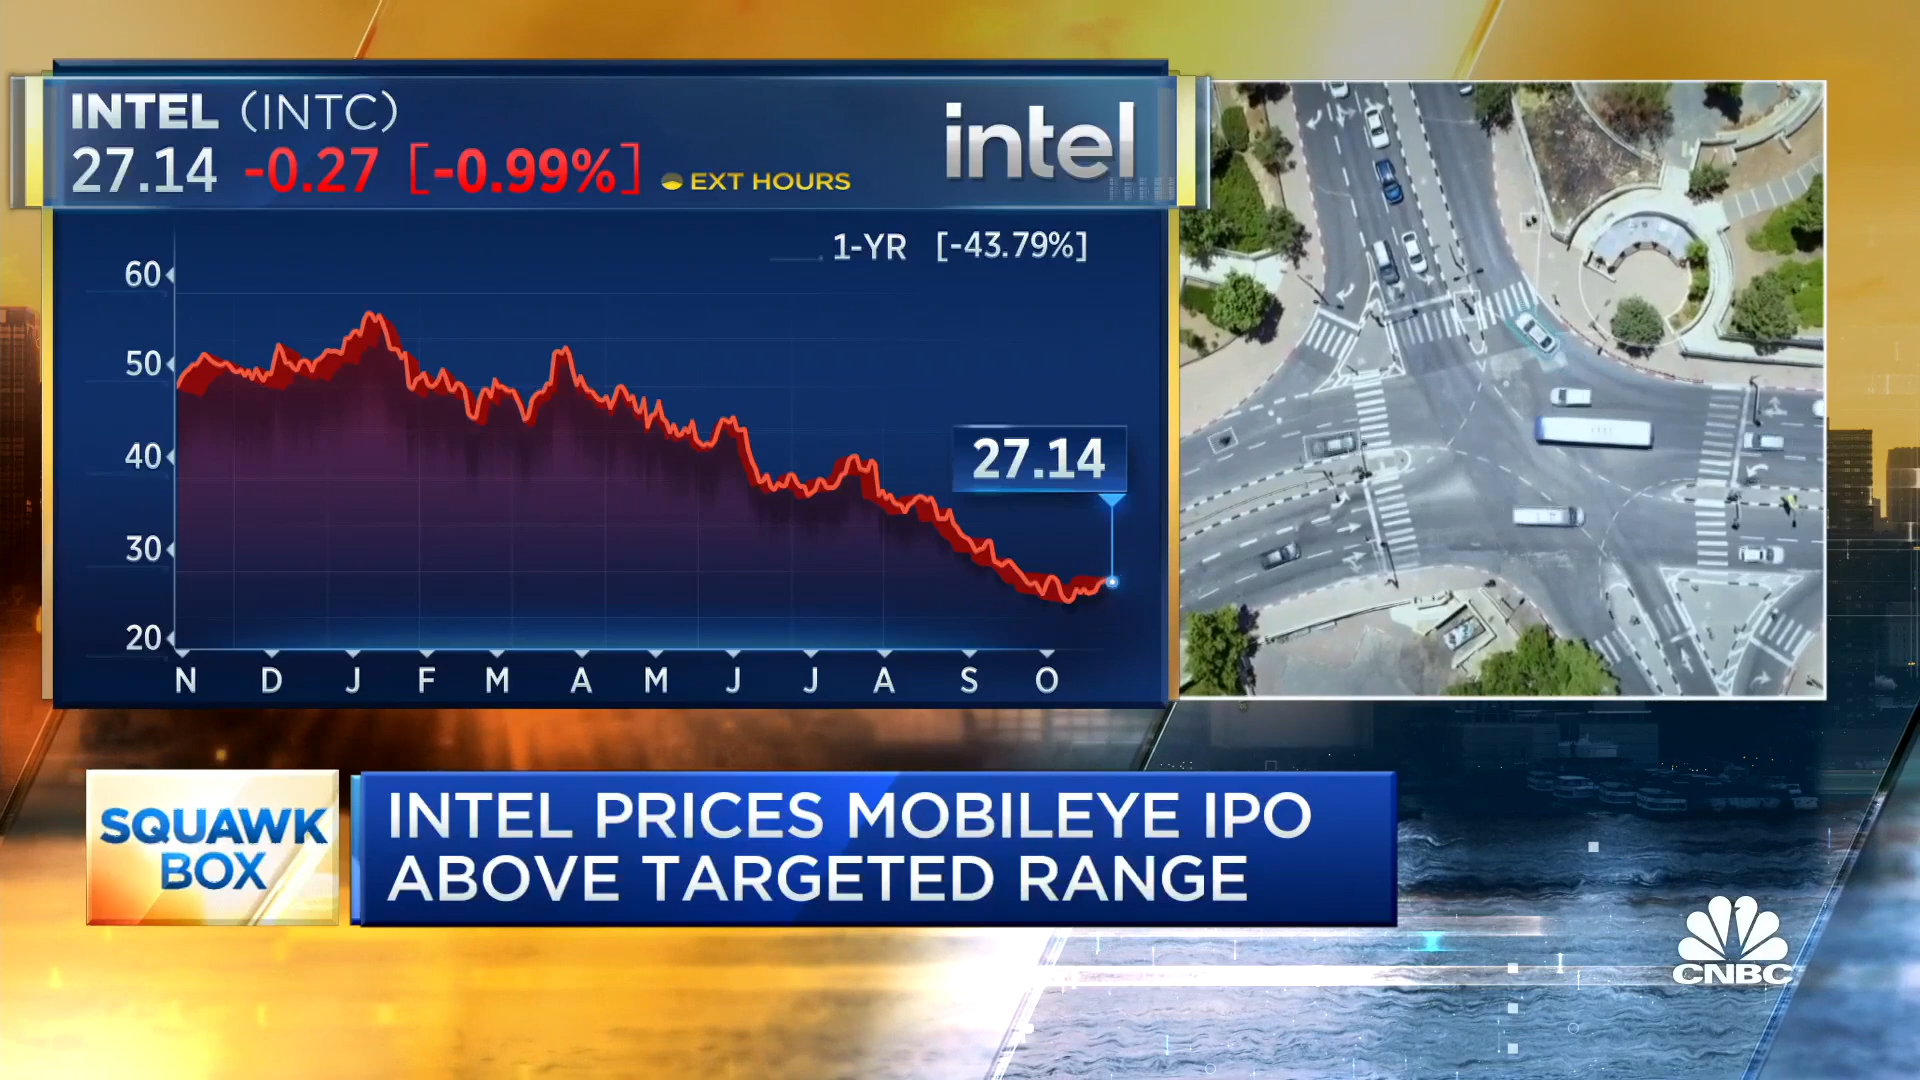 INTEL (INTC)
27.14 -0.27 [-0.99%] EXT HOURS
intel
1-YR [-43.79%]
60
50
40
30
20
27.14
N D J F M A M J J A S O
SQUAWK
BOX
INTEL PRICES MOBILEYE IPO
ABOVE TARGETED RANGE
CNBC